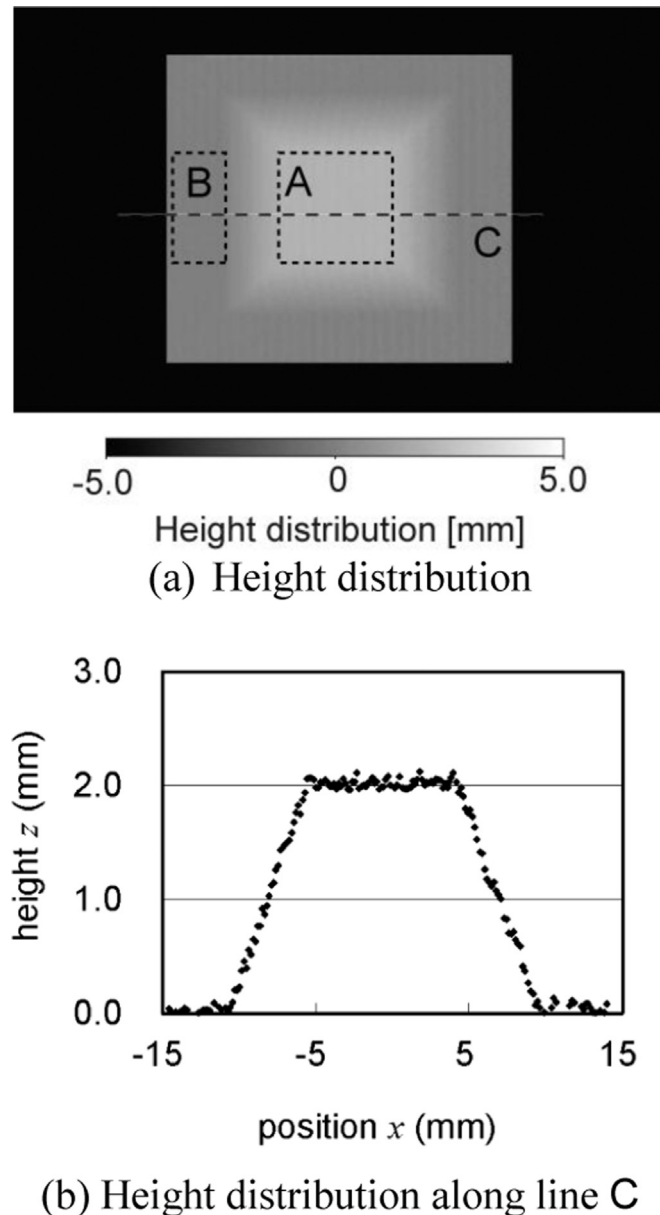 B
A
C
-5.0 0 5.0
Height distribution [mm]
(a) Height distribution
3.0
2.0
1.0
0.0
height z (mm)
-15 -5 5 15
position x (mm)
(b) Height distribution along line C